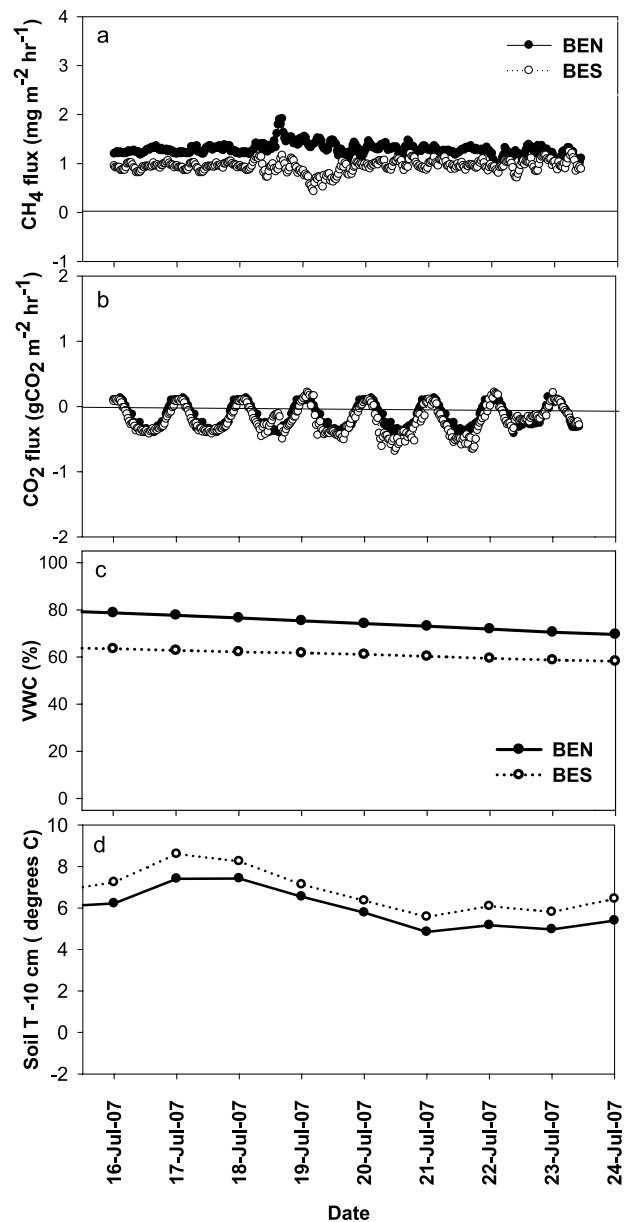 a
BEN
BES
CH4 flux (mg m-2 hr-1)
4
3
2
1
0
-1
b
CO2 flux (gCO2 m-2 hr-1)
2
1
0
-1
-2
c
VWC (%)
100
80
60
40
20
0
BEN
BES
d
Soil T -10 cm ( degrees C)
10
8
6
4
2
0
-2
16-Jul-07
17-Jul-07
18-Jul-07
19-Jul-07
20-Jul-07
21-Jul-07
22-Jul-07
23-Jul-07
24-Jul-07
Date